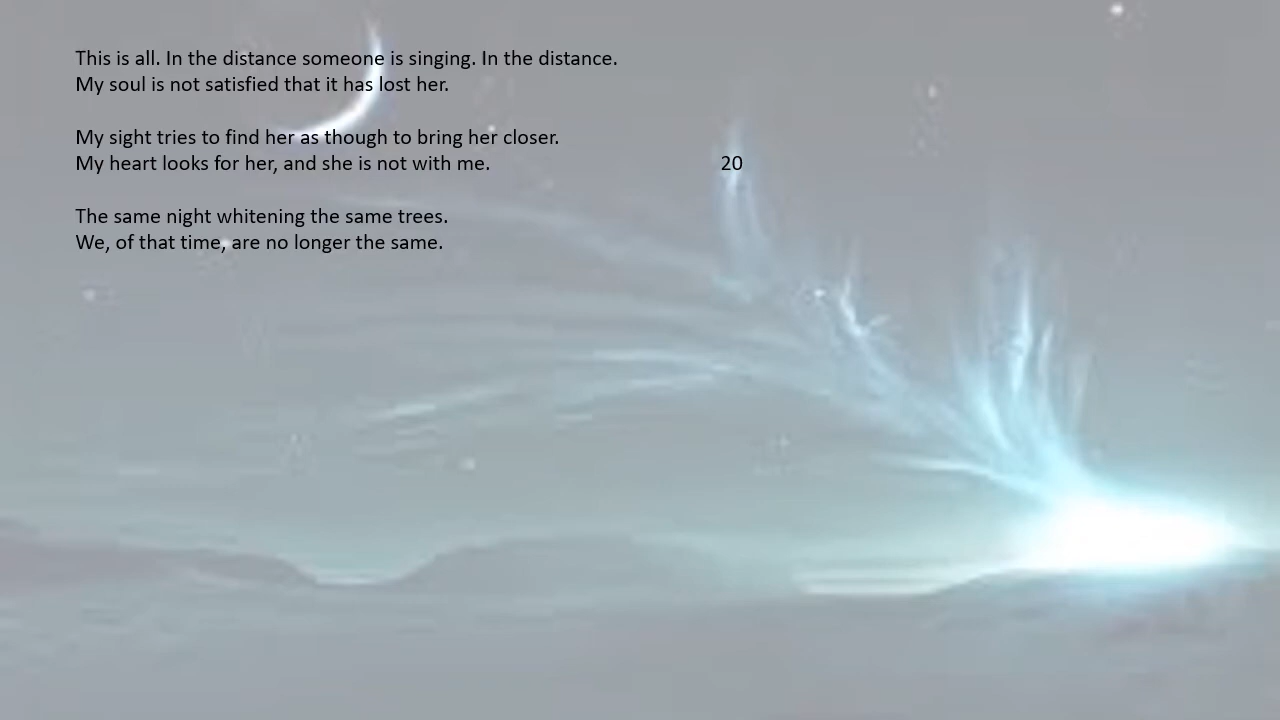 This is all. In the distance someone is singing. In the distance.
My soul is not satisfied that it has lost her.
My sight tries to find her as though to bring her closer.
My heart looks for her, and she is not with me. 20
The same night whitening the same trees.
We, of that time, are no longer the same.